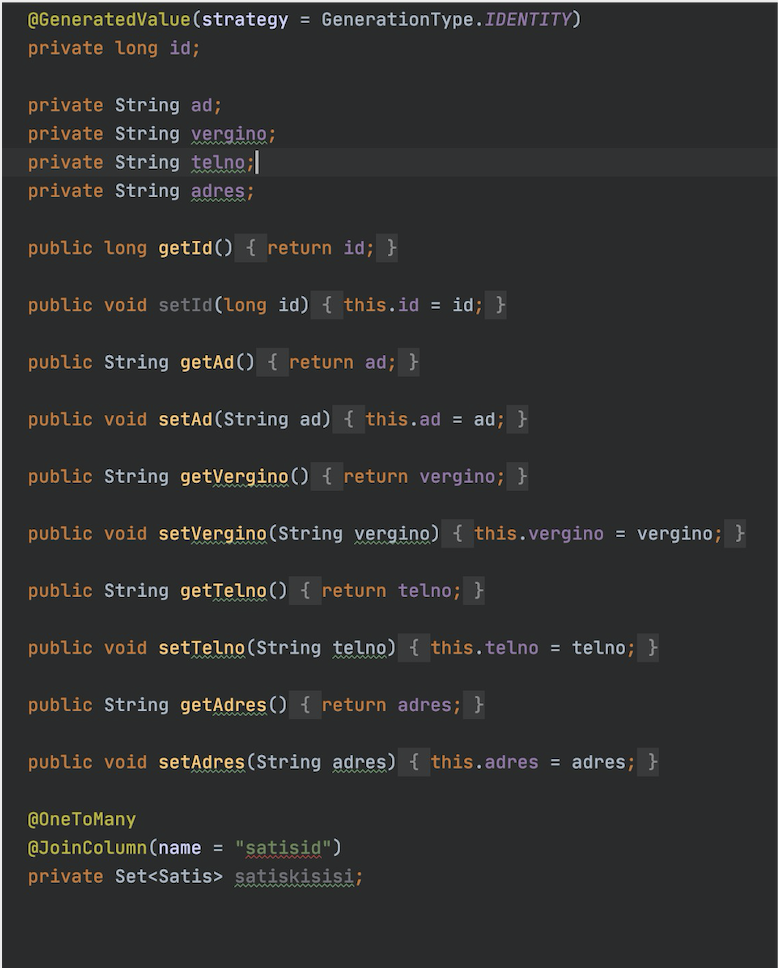 @GeneratedValue(strategy = GenerationType.IDENTITY)
private long id;
private String ad;
private String vergino;
private String telno;
private String adres;
public long getId() { return id; }
public void setId(long id) { this.id = id; }
public String getAd() { return ad; }
public void setAd(String ad) { this.ad = ad; }
public String getVergino() { return vergino; }
public void setVergino(String vergino) { this.vergino = vergino; }
public String getTelno() { return telno; }
public void setTelno(String telno) { this.telno = telno; }
public String getAdres() { return adres; }
public void setAdres(String adres) { this.adres = adres; }
@OneToMany
@JoinColumn(name = "satisid")
private Set<Satis> satiskisisi;